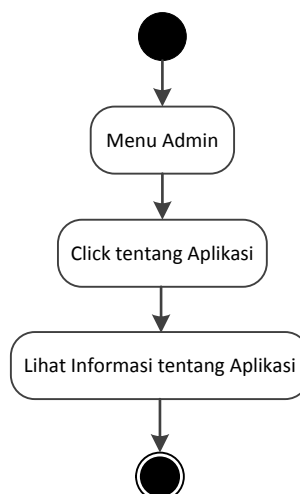 Menu Admin
Click tentang Aplikasi
Lihat Informasi tentang Aplikasi